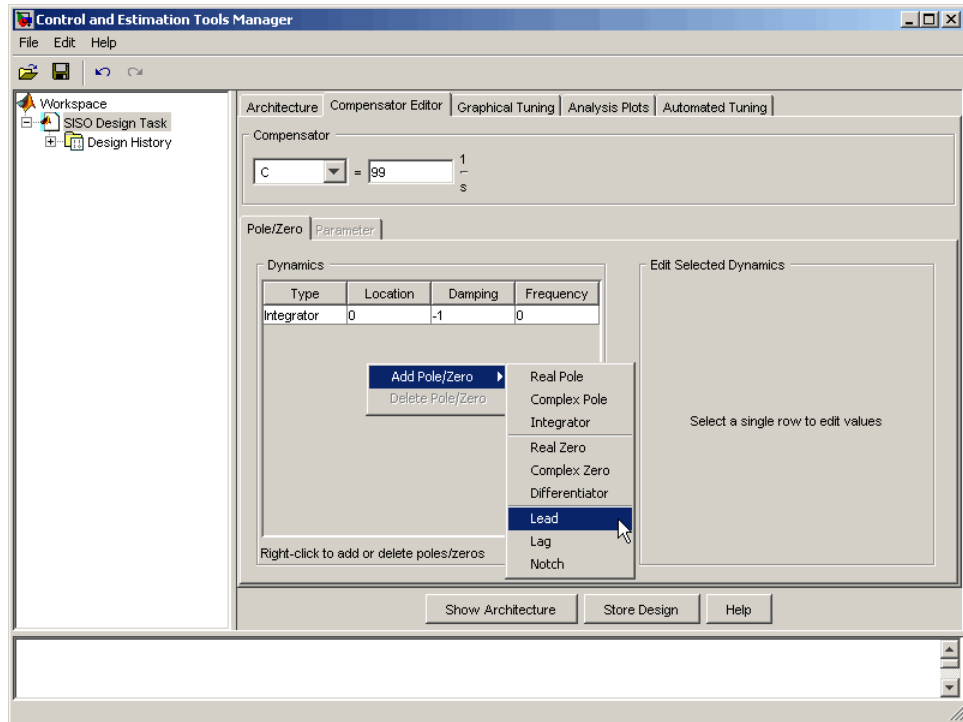 Control and Estimation Tools Manager
File Edit Help
Workspace
SISO Design Task
Design History
Architecture Compensator Editor Graphical Tuning Analysis Plots Automated Tuning
Compensator
C = 99 1
s
Pole/Zero Parameter
Dynamics
Type Location Damping Frequency
Integrator 0 -1 0
Add Pole/Zero
Delete Pole/Zero
Real Pole
Complex Pole
Integrator
Real Zero
Complex Zero
Differentiator
Lead
Lag
Notch
Right-click to add or delete poles/zeros
Edit Selected Dynamics
Select a single row to edit values
Show Architecture Store Design Help